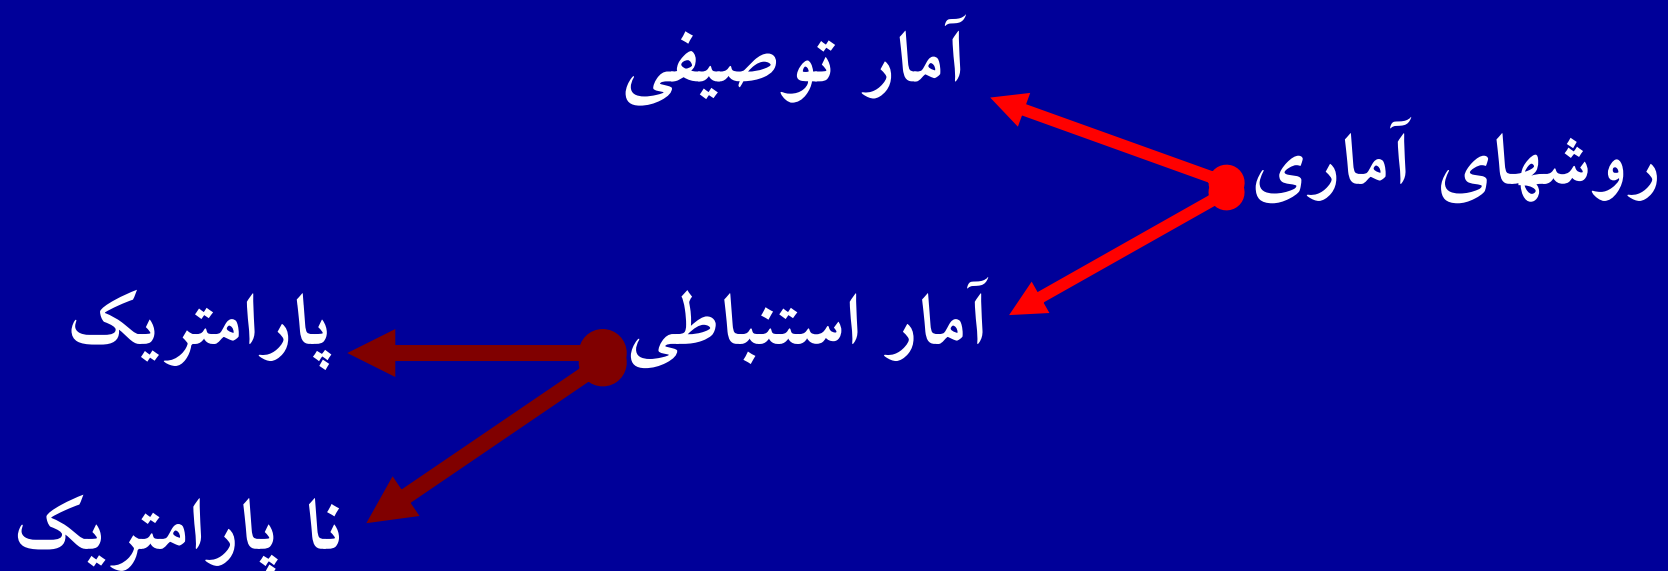 آمار توصیفی
روشهای آماری
آمار استنباطی
پارامتریک
نا پارامتریک